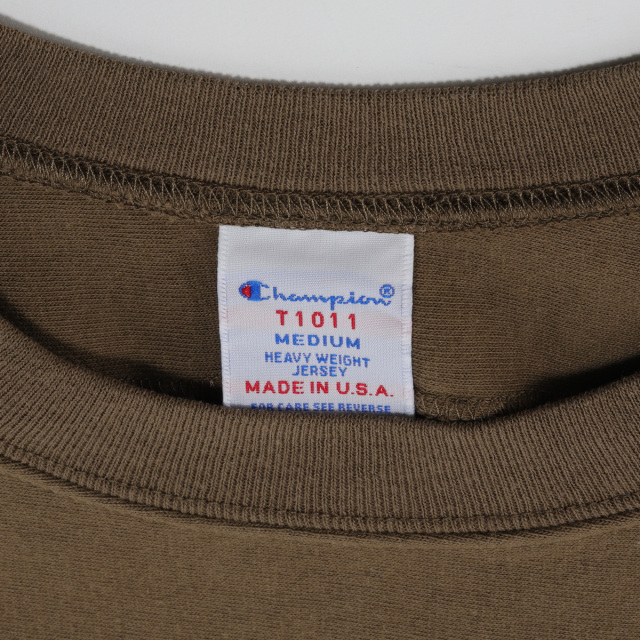 Champion®
T1011
MEDIUM
HEAVY WEIGHT
JERSEY
MADE IN U.S.A.
FOR CARE SEE REVERSE